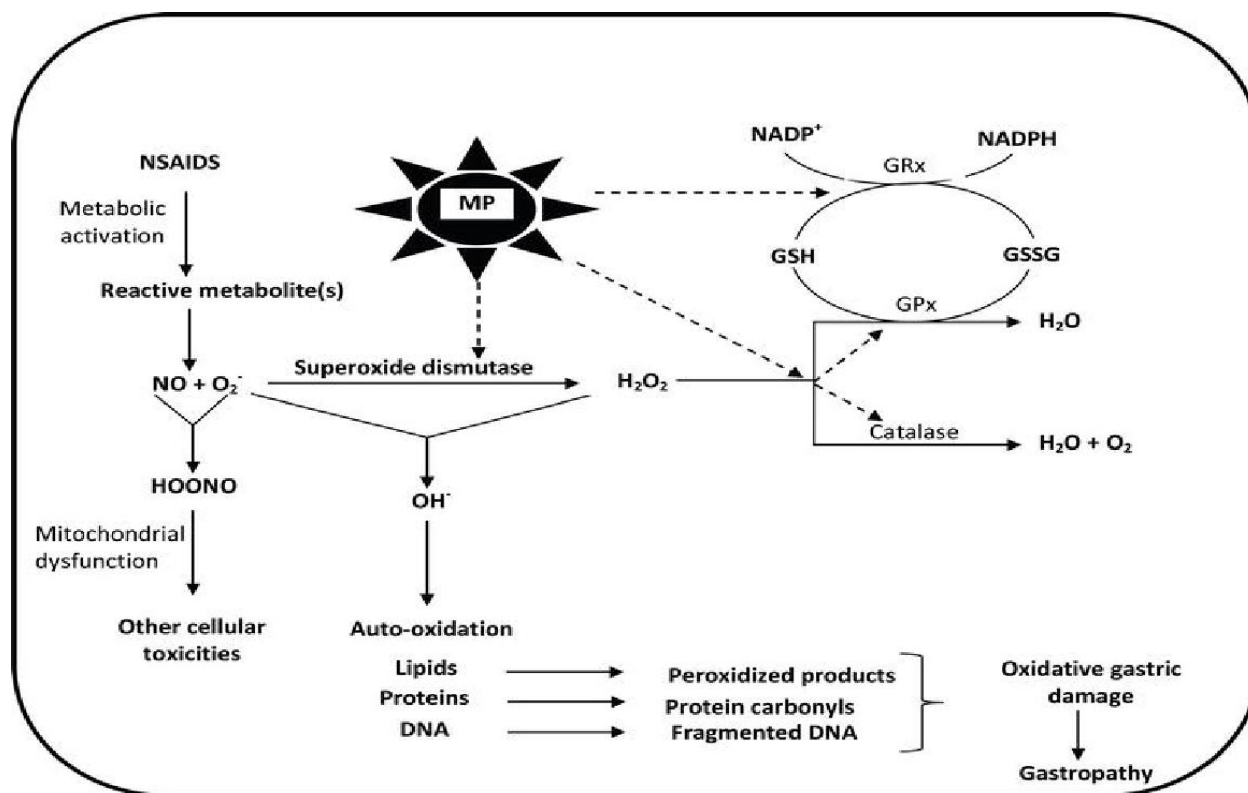 NADP⁺
NADPH
NSAIDS
GRx
MP
Metabolic
activation
GSH
GSSG
Reactive metabolite(s)
GPx
H₂O
Superoxide dismutase
NO + O₂⁻
H₂O₂
Catalase
H₂O + O₂
HOONO
OH⁻
Mitochondrial
dysfunction
Other cellular
toxicities
Auto-oxidation
Lipids
Peroxidized products
Proteins
Protein carbonyls
DNA
Fragmented DNA
Oxidative gastric
damage
Gastropathy